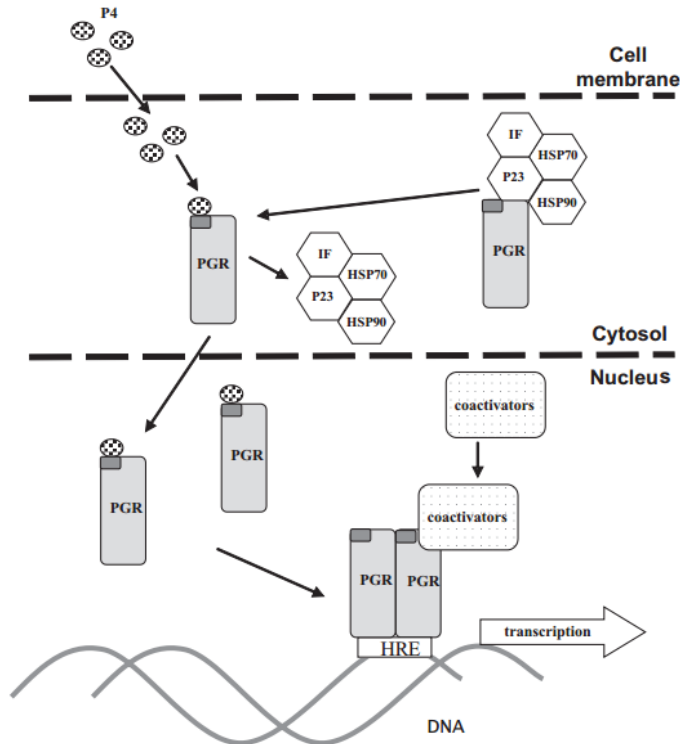 P4
Cell
membrane
IF
HSP70
P23
HSP90
PGR
PGR
IF
HSP70
P23
HSP90
Cytosol
Nucleus
coactivators
PGR
PGR
coactivators
PGR
PGR
HRE
transcription
DNA